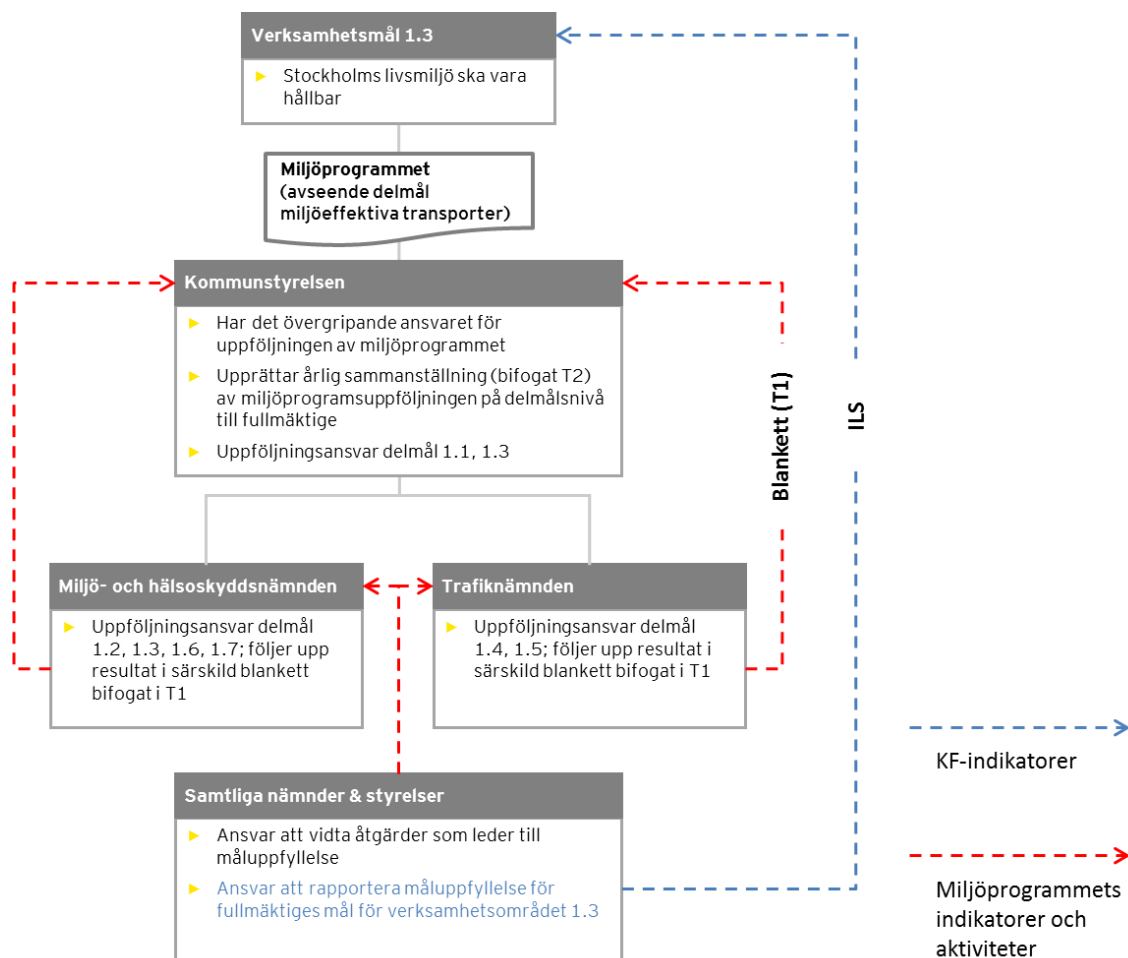 Verksamhetsmål 1.3
► Stockholms livsmiljö ska vara
hållbar
Miljöprogrammet
(avseende delmål
miljöeffektiva transporter)
Kommunstyrelsen
► Har det övergripande ansvaret för
uppföljningen av miljöprogrammet
► Upprättar årlig sammanställning (bifogat T2)
av miljöprogramsuppföljningen på delmålsnivå
till fullmäktige
► Uppföljningsansvar delmål 1.1, 1.3
Blankett (T1)
ILS
Miljö- och hälsoskyddsnämnden
► Uppföljningsansvar delmål
1.2, 1.3, 1.6, 1.7; följer upp
resultat i särskild blankett
bifogat i T1
Trafiknämnden
► Uppföljningsansvar delmål
1.4, 1.5; följer upp resultat i
särskild blankett bifogat i T1
Samtliga nämnder & styrelser
► Ansvar att vidta åtgärder som leder till
måluppfyllelse
► Ansvar att rapportera måluppfyllelse för
fullmäktiges mål för verksamhetsområdet 1.3
KF-indikatorer
Miljöprogrammets
indikatorer och
aktiviteter